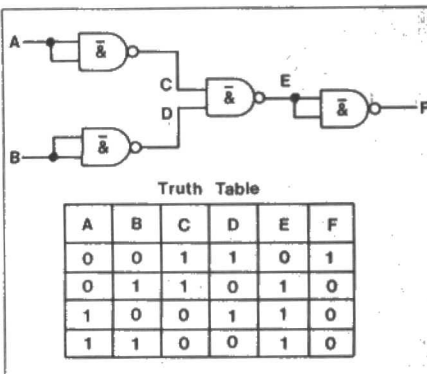 A
&
C
E
&
&
F
D
B
&
Truth Table
A B C D E F
0 0 1 1 0 1
0 1 1 0 1 0
1 0 0 1 1 0
1 1 0 0 1 0